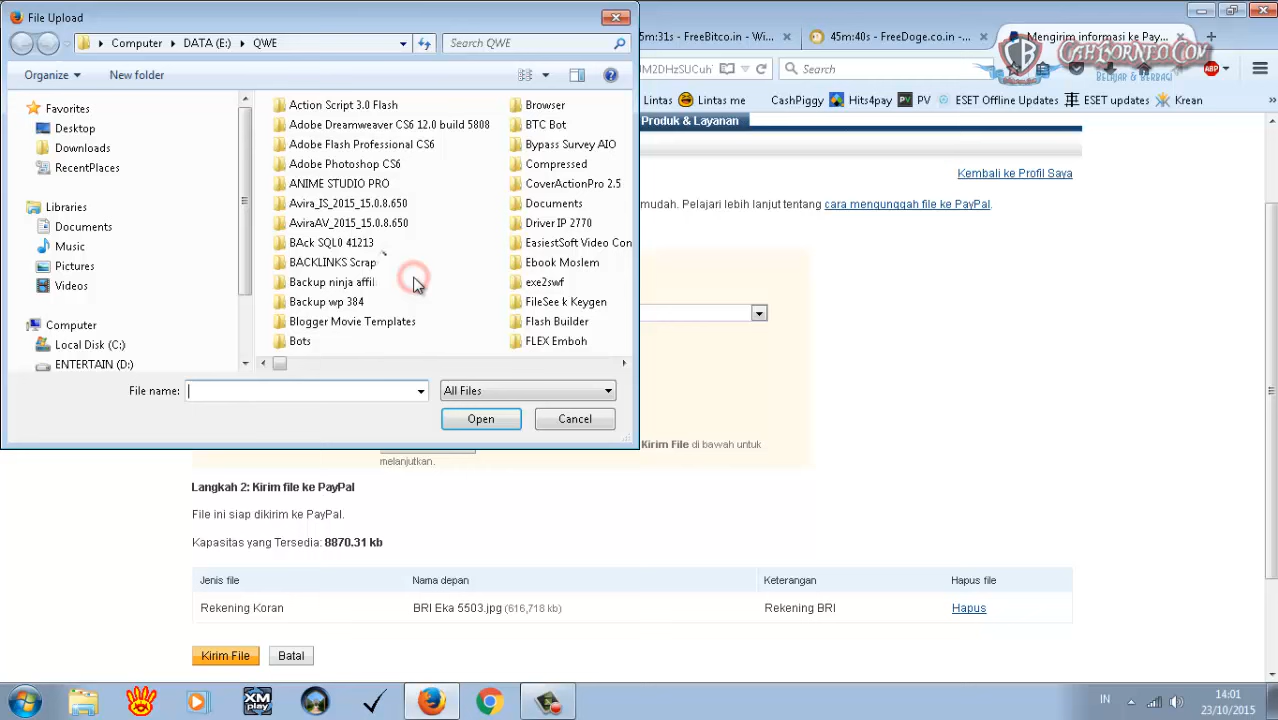 File Upload
45m:31s - FreeBitco.in - Wi...
45m:40s - FreeDoge.co.in - ...
Mengirim informasi ke Pay...
CAH BORNEO.COM
BELAJAR & BERBAGI
Computer
DATA (E:)
QWE
Search QWE
Search
ABP
Organize
New folder
Lintas
Lintas me
CashPiggy
Hits4pay
PV
ESET Offline Updates
ESET updates
Krean
Favorites
Desktop
Downloads
RecentPlaces
Libraries
Documents
Music
Pictures
Videos
Computer
Local Disk (C:)
ENTERTAIN (D:)
Action Script 3.0 Flash
Adobe Dreamweaver CS6 12.0 build 5808
Adobe Flash Professional CS6
Adobe Photoshop CS6
ANIME STUDIO PRO
Avira_IS_2015_15.0.8.650
AviraAV_2015_15.0.8.650
BAck SQL0 41213
BACKLINKS Scrap
Backup ninja affil
Backup wp 384
Blogger Movie Templates
Bots
Browser
BTC Bot
Bypass Survey AIO
Compressed
CoverActionPro 2.5
Documents
Driver IP 2770
EasiestSoft Video Con
Ebook Moslem
exe2swf
FileSee k Keygen
Flash Builder
FLEX Emboh
File name:
All Files
Open
Cancel
Produk & Layanan
Kembali ke Profil Saya
mudah. Pelajari lebih lanjut tentang cara mengunggah file ke PayPal.
Kirim File di bawah untuk
melanjutkan.
Langkah 2: Kirim file ke PayPal
File ini siap dikirim ke PayPal.
Kapasitas yang Tersedia: 8870.31 kb
Jenis file
Nama depan
Keterangan
Hapus file
Rekening Koran
BRI Eka 5503.jpg (616,718 kb)
Rekening BRI
Hapus
Kirim File
Batal
XM
play
IN
14:01
23/10/2015